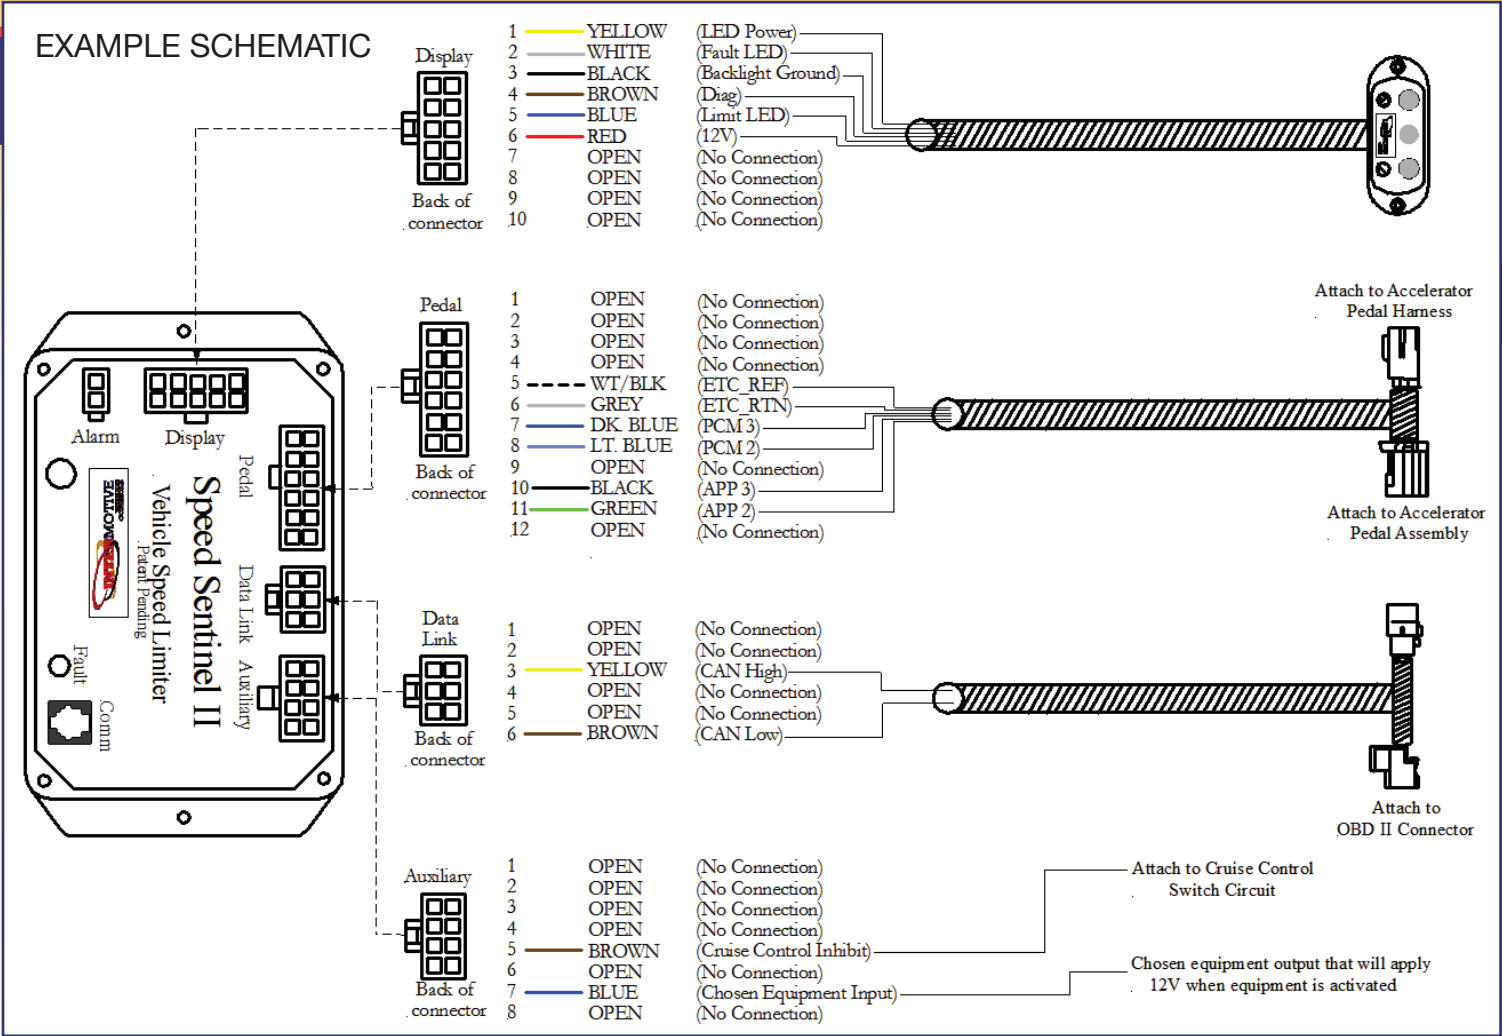 EXAMPLE SCHEMATIC
Display
Back of
connector
1 YELLOW (LED Power)
2 WHITE (Fault LED)
3 BLACK (Backlight Ground)
4 BROWN (Diag)
5 BLUE (Limit LED)
6 RED (12V)
7 OPEN (No Connection)
8 OPEN (No Connection)
9 OPEN (No Connection)
10 OPEN (No Connection)
Pedal
Back of
connector
1 OPEN (No Connection)
2 OPEN (No Connection)
3 OPEN (No Connection)
4 OPEN (No Connection)
5 WT/BLK (ETC_REF)
6 GREY (ETC_RTN)
7 DK. BLUE (PCM 3)
8 LT. BLUE (PCM 2)
9 OPEN (No Connection)
10 BLACK (APP 3)
11 GREEN (APP 2)
12 OPEN (No Connection)
Attach to Accelerator
Pedal Harness
Attach to Accelerator
Pedal Assembly
Alarm
Display
Pedal
Data Link
Auxiliary
Speed Sentinel II
Vehicle Speed Limiter
Patent Pending
Fault
Comm
Data
Link
Back of
connector
1 OPEN (No Connection)
2 OPEN (No Connection)
3 YELLOW (CAN High)
4 OPEN (No Connection)
5 OPEN (No Connection)
6 BROWN (CAN Low)
Attach to
OBD II Connector
Auxiliary
Back of
connector
1 OPEN (No Connection)
2 OPEN (No Connection)
3 OPEN (No Connection)
4 OPEN (No Connection)
5 BROWN (Cruise Control Inhibit)
6 OPEN (No Connection)
7 BLUE (Chosen Equipment Input)
8 OPEN (No Connection)
Attach to Cruise Control
Switch Circuit
Chosen equipment output that will apply
12V when equipment is activated